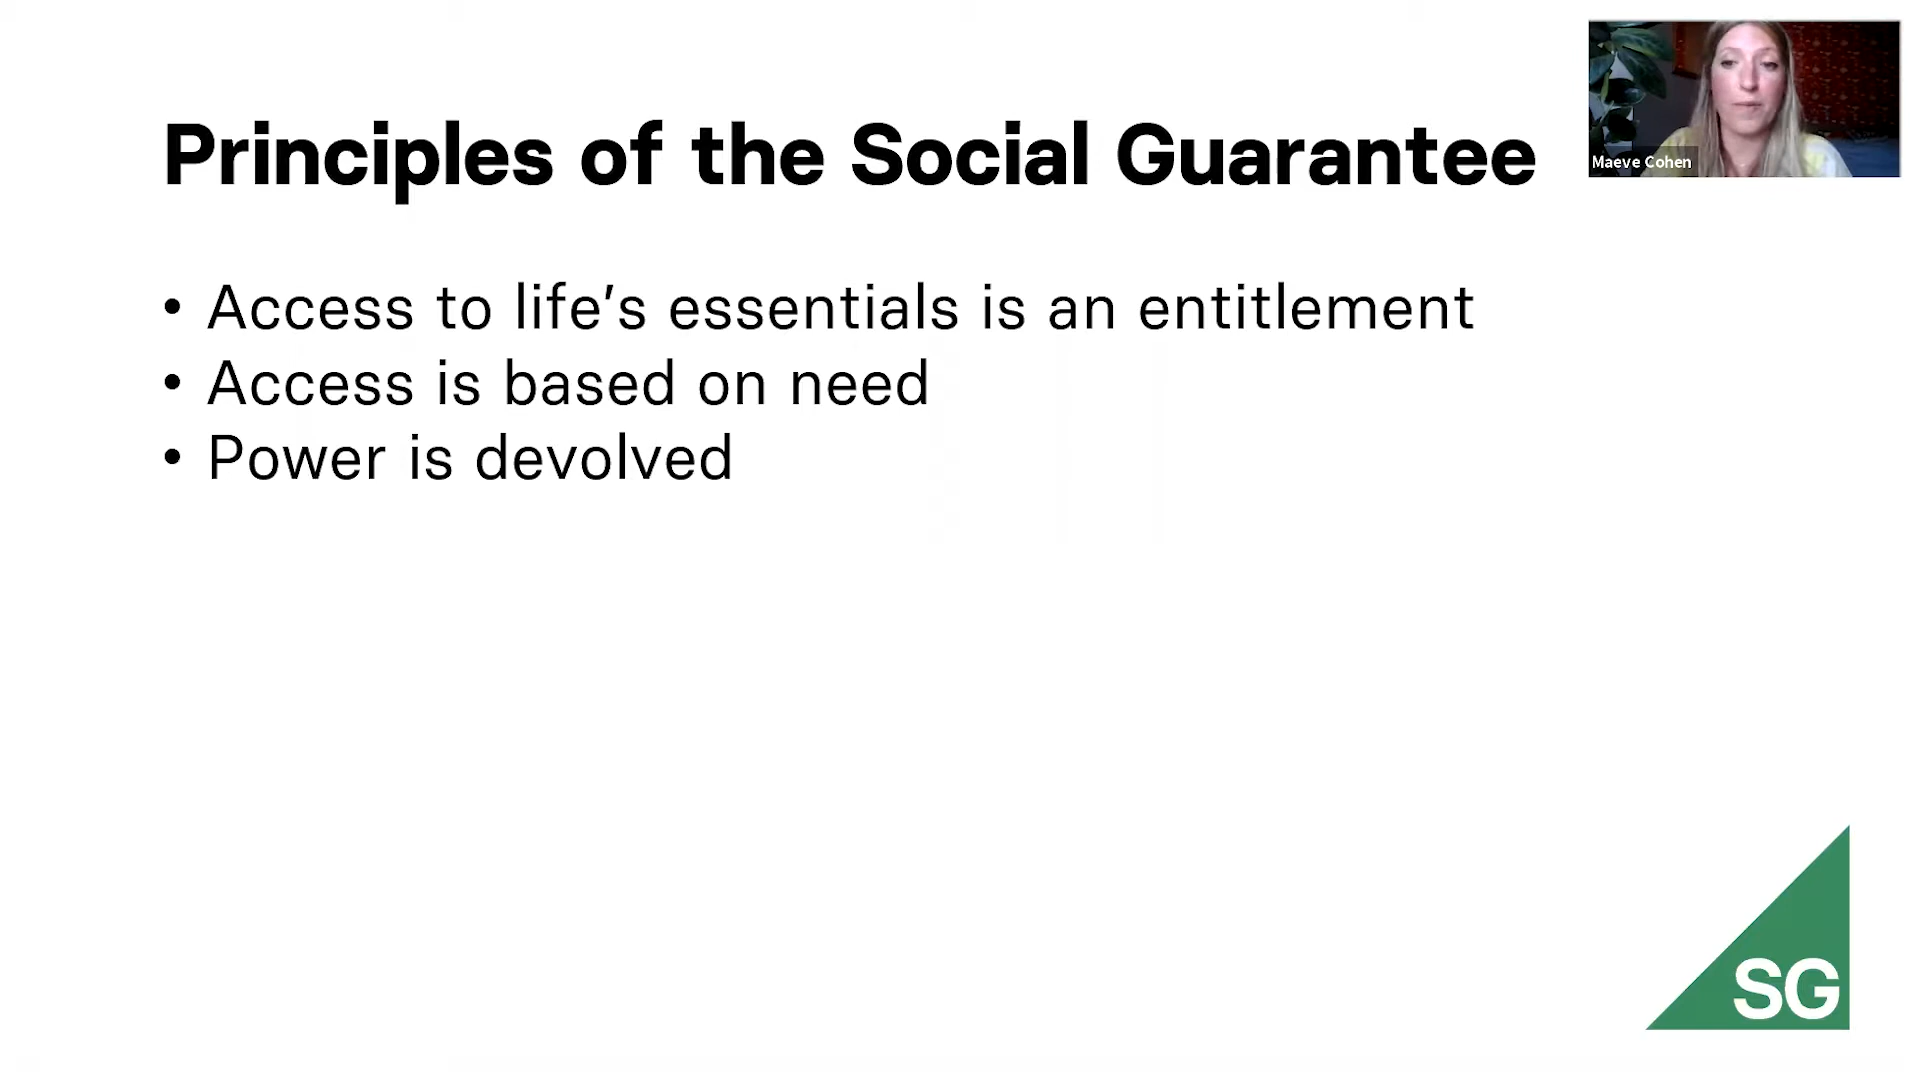 Principles of the Social Guarantee
Maeve Cohen
• Access to life’s essentials is an entitlement
• Access is based on need
• Power is devolved
SG